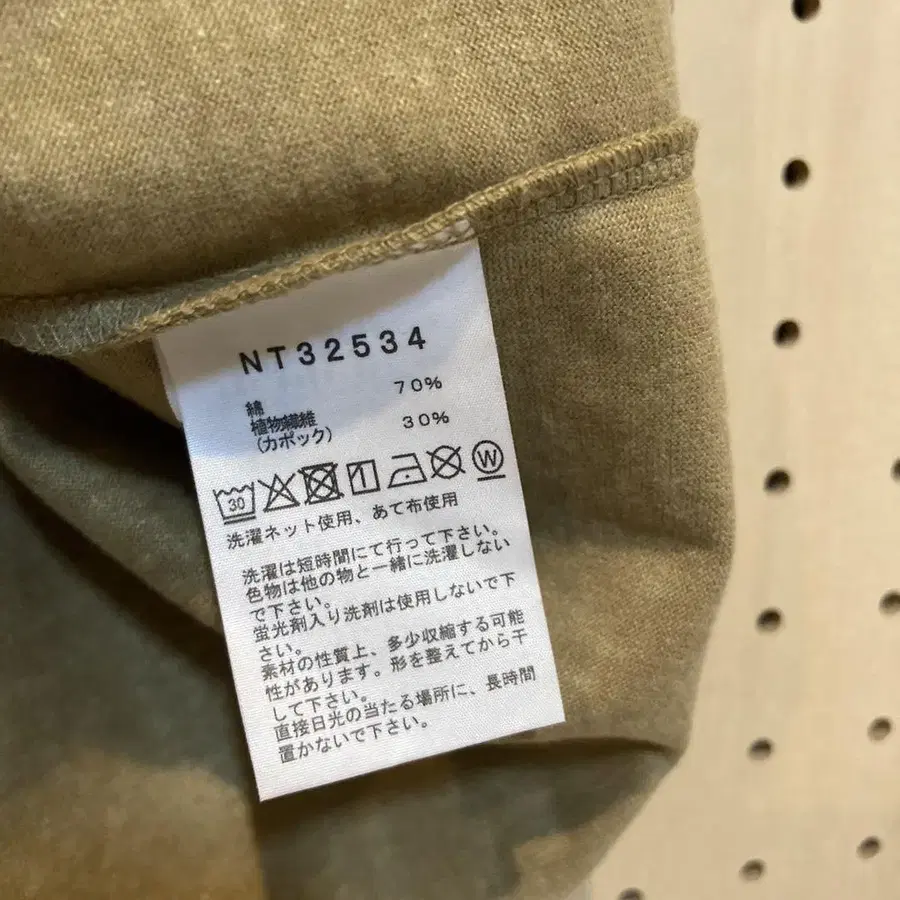 NT32534
綿 70%
植物繊維 30%
(カポック)
30 W
洗濯ネット使用、あて布使用
洗濯は短時間にて行って下さい。
色物は他の物と一緒に洗濯しない
で下さい。
蛍光剤入り洗剤は使用しないで下
さい。
素材の性質上、多少収縮する可能
性があります。形を整えてから干
して下さい。
直接日光の当たる場所に、長時間
置かないで下さい。